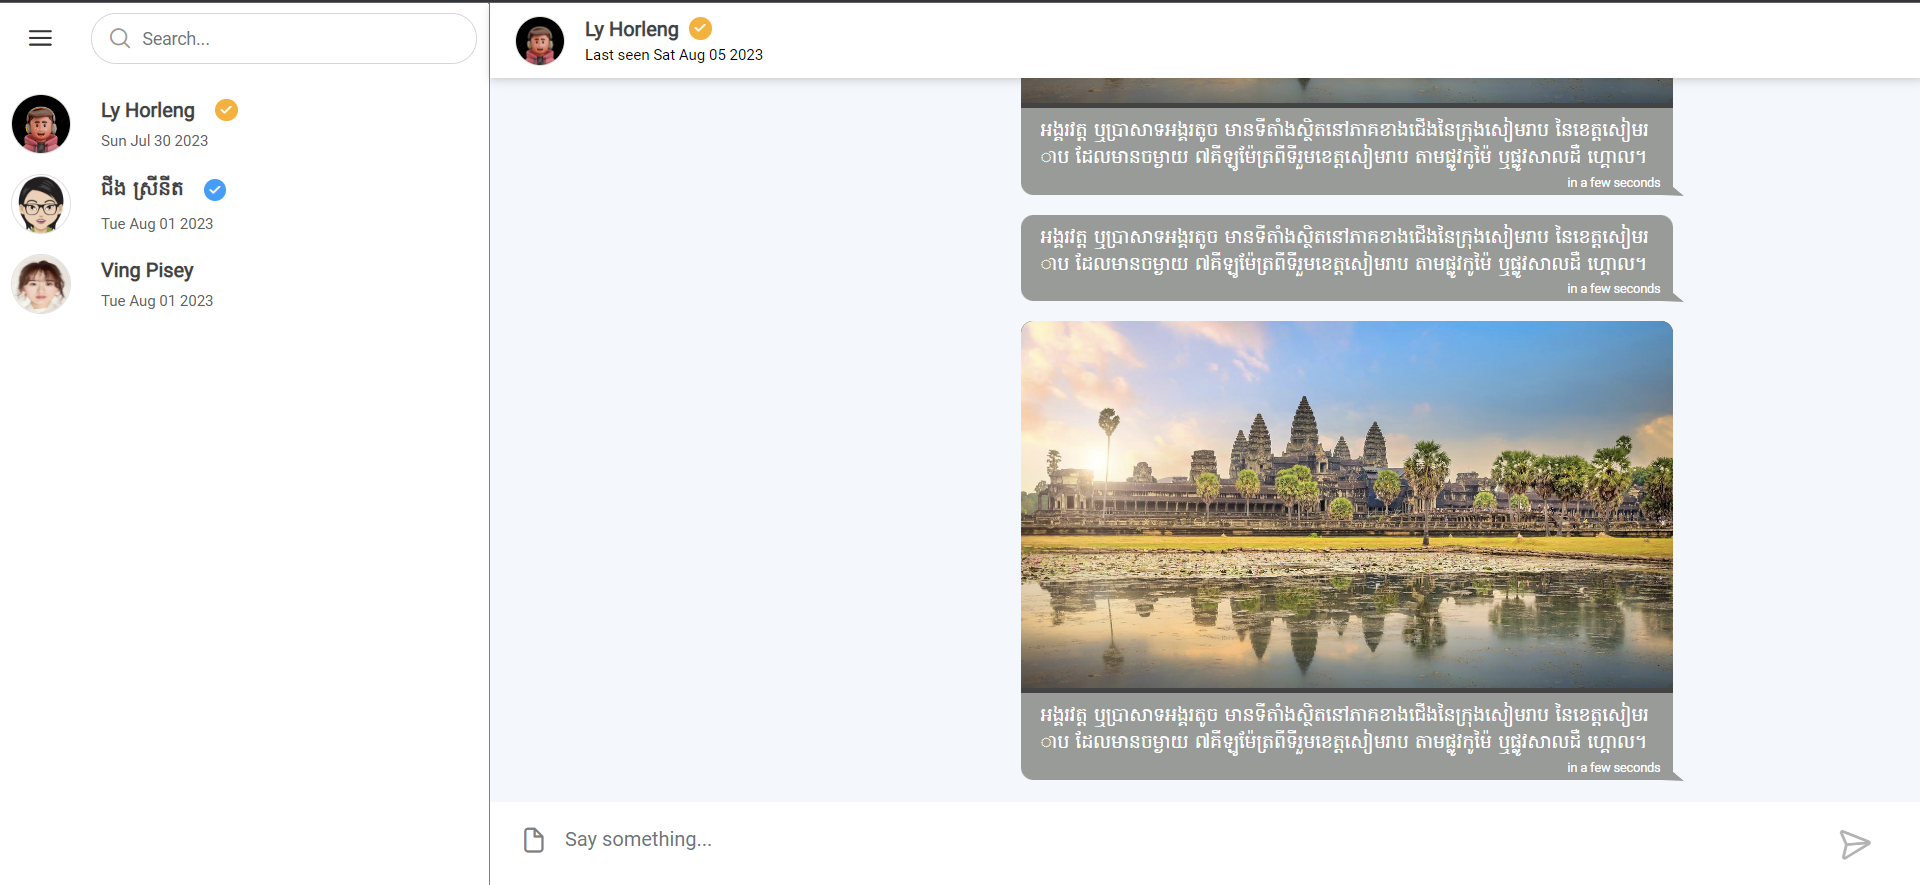 Search...
Ly Horleng
Sun Jul 30 2023
ជីង ស្រីនីត
Tue Aug 01 2023
Ving Pisey
Tue Aug 01 2023
Ly Horleng
Last seen Sat Aug 05 2023
អង្គរវត្ត ឬប្រាសាទអង្គរតូច មានទីតាំងស្ថិតនៅភាគខាងជើងនៃក្រុងសៀមរាប នៃខេត្តសៀមរ
ាប ដែលមានចម្ងាយ ៧គីឡូម៉ែត្រពីទីរួមខេត្តសៀមរាប តាមផ្លូវកូម៉ៃ ឬផ្លូវសាលដឺ ហ្គោល។
in a few seconds
អង្គរវត្ត ឬប្រាសាទអង្គរតូច មានទីតាំងស្ថិតនៅភាគខាងជើងនៃក្រុងសៀមរាប នៃខេត្តសៀមរ
ាប ដែលមានចម្ងាយ ៧គីឡូម៉ែត្រពីទីរួមខេត្តសៀមរាប តាមផ្លូវកូម៉ៃ ឬផ្លូវសាលដឺ ហ្គោល។
in a few seconds
អង្គរវត្ត ឬប្រាសាទអង្គរតូច មានទីតាំងស្ថិតនៅភាគខាងជើងនៃក្រុងសៀមរាប នៃខេត្តសៀមរ
ាប ដែលមានចម្ងាយ ៧គីឡូម៉ែត្រពីទីរួមខេត្តសៀមរាប តាមផ្លូវកូម៉ៃ ឬផ្លូវសាលដឺ ហ្គោល។
in a few seconds
Say something...